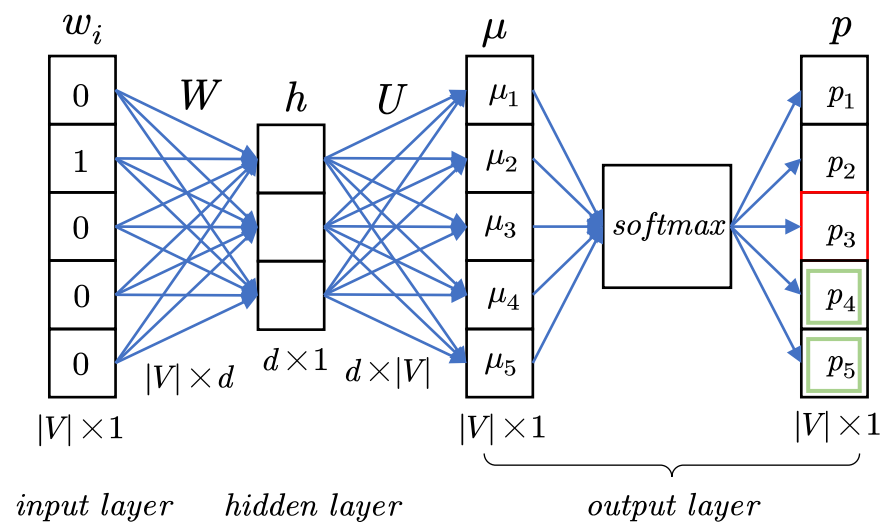 w_i
μ
p
W
h
U
0
1
0
0
0
μ_1
μ_2
μ_3
μ_4
μ_5
softmax
p_1
p_2
p_3
p_4
p_5
|V|×d
d×1
d×|V|
|V|×1
|V|×1
|V|×1
input layer
hidden layer
output layer